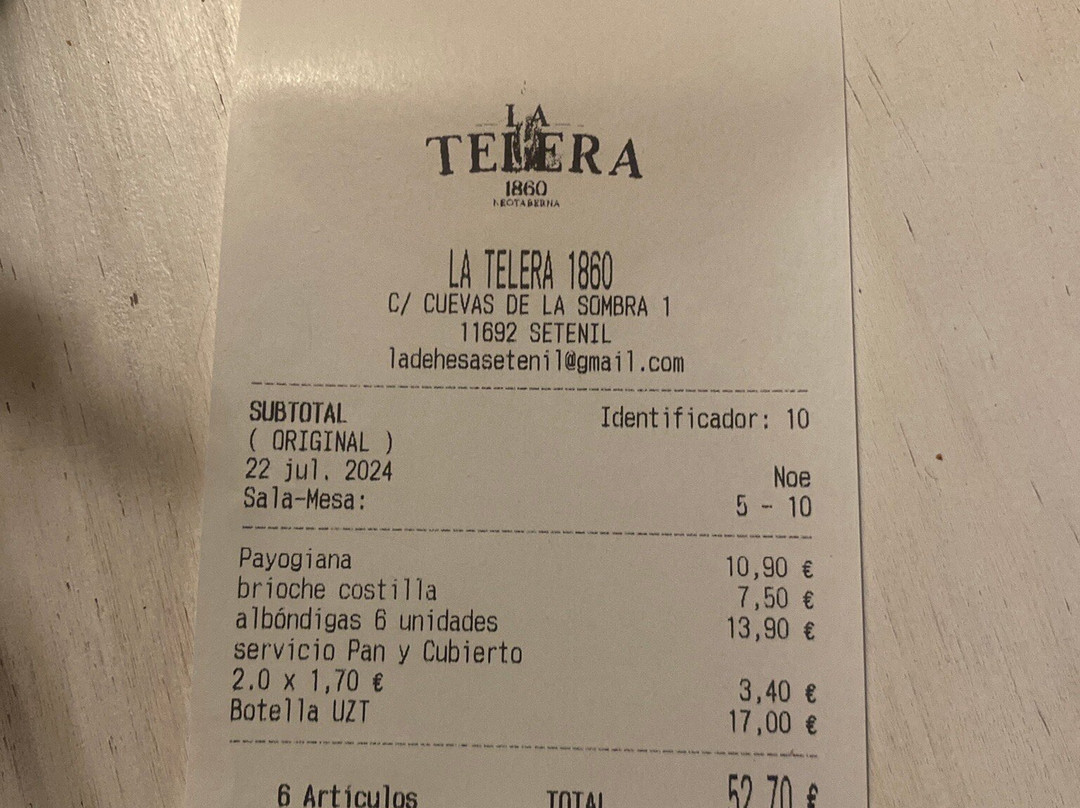 LA
TELERA
1860
NEOTABERNA
LA TELERA 1860
C/ CUEVAS DE LA SOMBRA 1
11692 SETENIL
ladehesasetenil@gmail.com
SUBTOTAL Identificador: 10
( ORIGINAL )
22 jul. 2024 Noe
Sala-Mesa: 5 - 10
Payogiana 10,90 €
brioche costilla 7,50 €
albóndigas 6 unidades 13,90 €
servicio Pan y Cubierto
2.0 x 1,70 € 3,40 €
Botella UZT 17,00 €
6 Artículos TOTAL 52,70 €